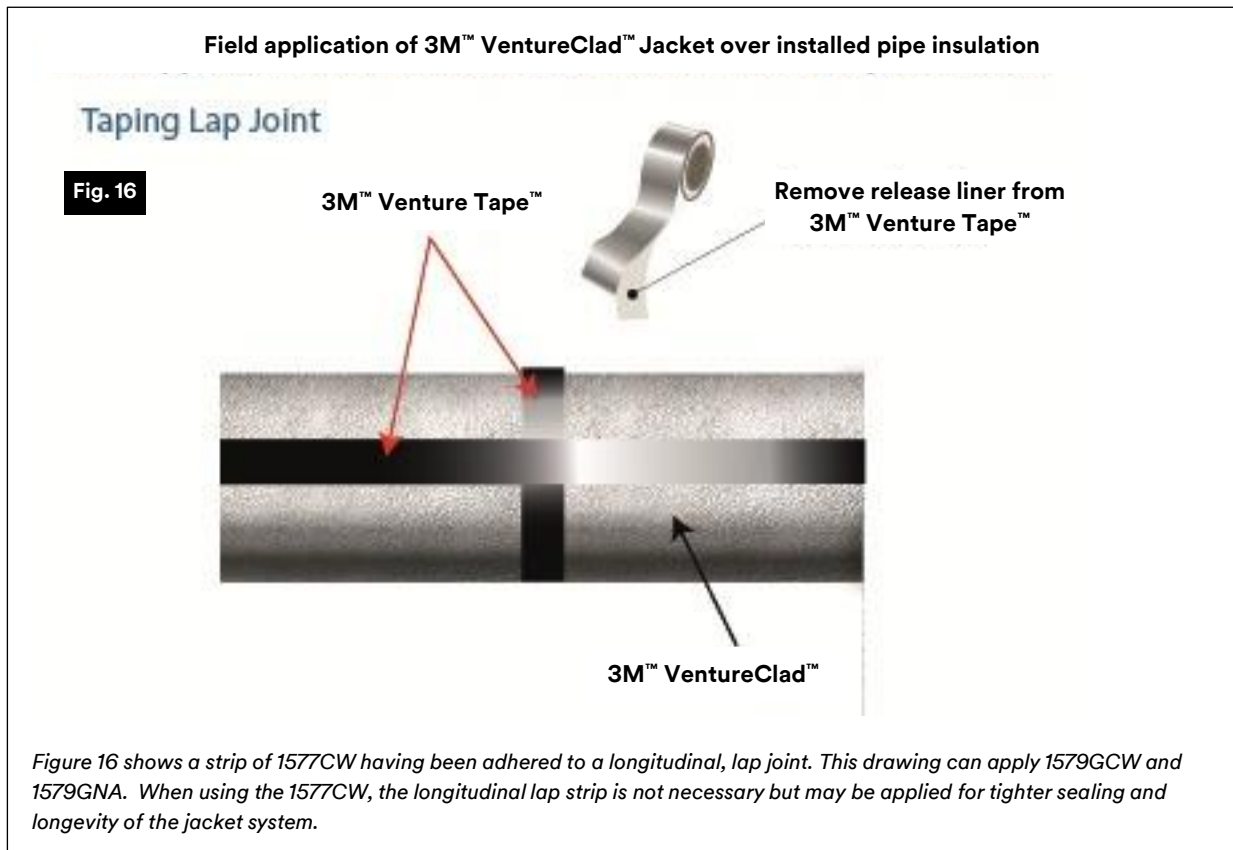 Field application of 3M™ VentureClad™ Jacket over installed pipe insulation
Taping Lap Joint
Fig. 16
3M™ Venture Tape™
Remove release liner from
3M™ Venture Tape™
3M™ VentureClad™
Figure 16 shows a strip of 1577CW having been adhered to a longitudinal, lap joint. This drawing can apply 1579GCW and
1579GNA. When using the 1577CW, the longitudinal lap strip is not necessary but may be applied for tighter sealing and
longevity of the jacket system.